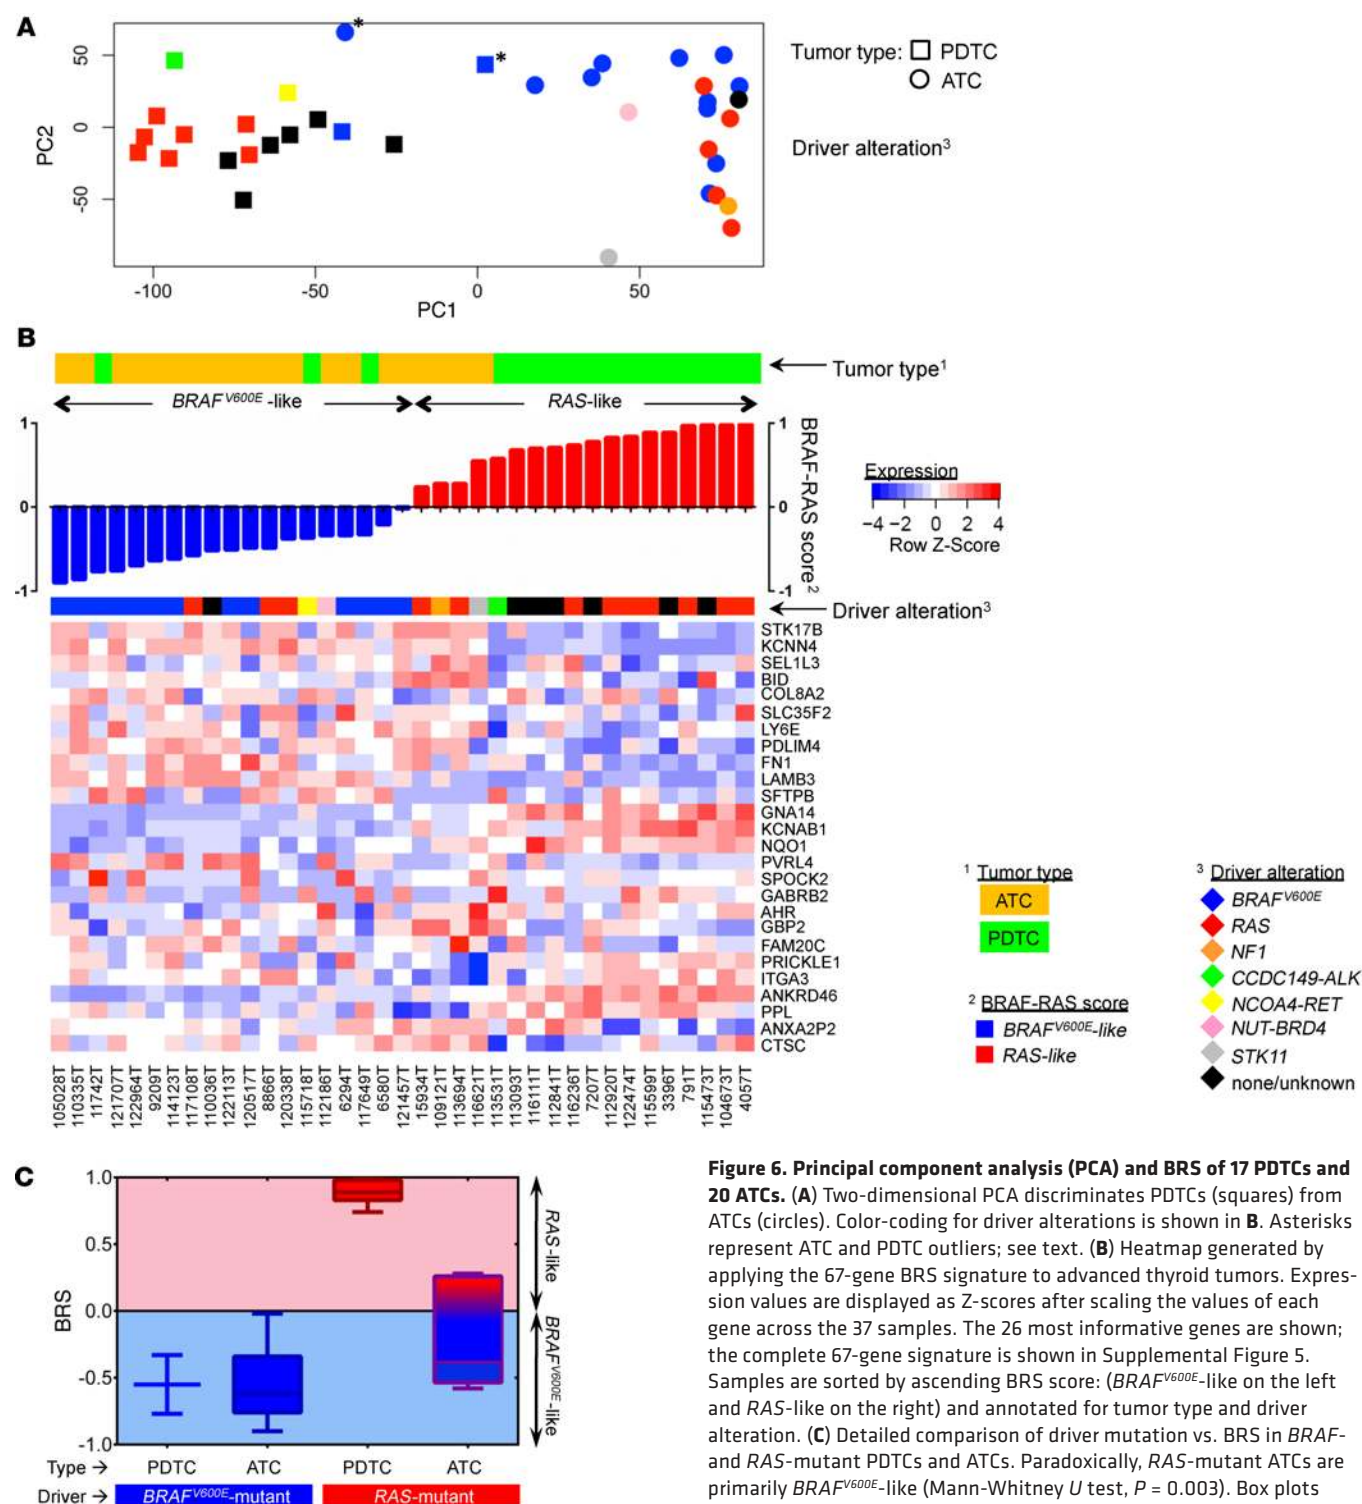 A
Tumor type: PDTC
ATC
Driver alteration3
PC2
50
0
-50
-100
-50
0
50
PC1
*
*
B
Tumor type1
BRAFV600E -like
RAS-like
1
0
-1
1
0
-1
BRAF-RAS score2
Expression
-4 -2 0 2 4
Row Z-Score
Driver alteration3
STK17B
KCNN4
SEL1L3
BID
COL8A2
SLC35F2
LY6E
PDLIM4
FN1
LAMB3
SFTPB
GNA14
KCNAB1
NQO1
PVRL4
SPOCK2
GABRB2
AHR
GBP2
FAM20C
PRICKLE1
ITGA3
ANKRD46
PPL
ANXA2P2
CTSC
105028T
110335T
11742T
121707T
122964T
9209T
114123T
117108T
110036T
122113T
120517T
8866T
120338T
115718T
112186T
6294T
117649T
6580T
121457T
15934T
109121T
113694T
116621T
113531T
113093T
116111T
112841T
116236T
7207T
112920T
122474T
115599T
3396T
791T
115473T
104673T
4057T
1 Tumor type
ATC
PDTC
2 BRAF-RAS score
BRAFV600E-like
RAS-like
3 Driver alteration
BRAFV600E
RAS
NF1
CCDC149-ALK
NCOA4-RET
NUT-BRD4
STK11
none/unknown
C
BRS
1.0
0.5
0.0
-0.5
-1.0
RAS-like
BRAFV600E-like
Type → PDTC ATC PDTC ATC
Driver → BRAFV600E-mutant RAS-mutant
Figure 6. Principal component analysis (PCA) and BRS of 17 PDTCs and
20 ATCs. (A) Two-dimensional PCA discriminates PDTCs (squares) from
ATCs (circles). Color-coding for driver alterations is shown in B. Asterisks
represent ATC and PDTC outliers; see text. (B) Heatmap generated by
applying the 67-gene BRS signature to advanced thyroid tumors. Expres-
sion values are displayed as Z-scores after scaling the values of each
gene across the 37 samples. The 26 most informative genes are shown;
the complete 67-gene signature is shown in Supplemental Figure 5.
Samples are sorted by ascending BRS score: (BRAFV600E-like on the left
and RAS-like on the right) and annotated for tumor type and driver
alteration. (C) Detailed comparison of driver mutation vs. BRS in BRAF-
and RAS-mutant PDTCs and ATCs. Paradoxically, RAS-mutant ATCs are
primarily BRAFV600E-like (Mann-Whitney U test, P = 0.003). Box plots